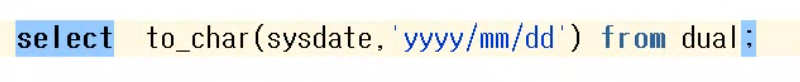 select  to_char(sysdate,'yyyy/mm/dd') from dual;